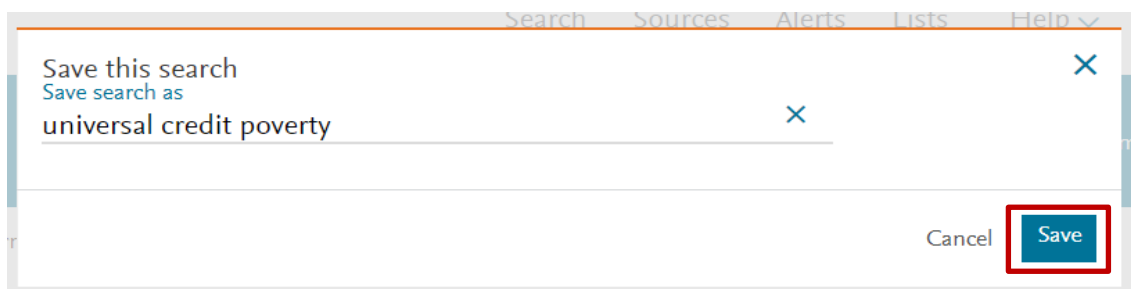 Search Sources Alerts Lists Help
Save this search
Save search as
universal credit poverty
Cancel Save